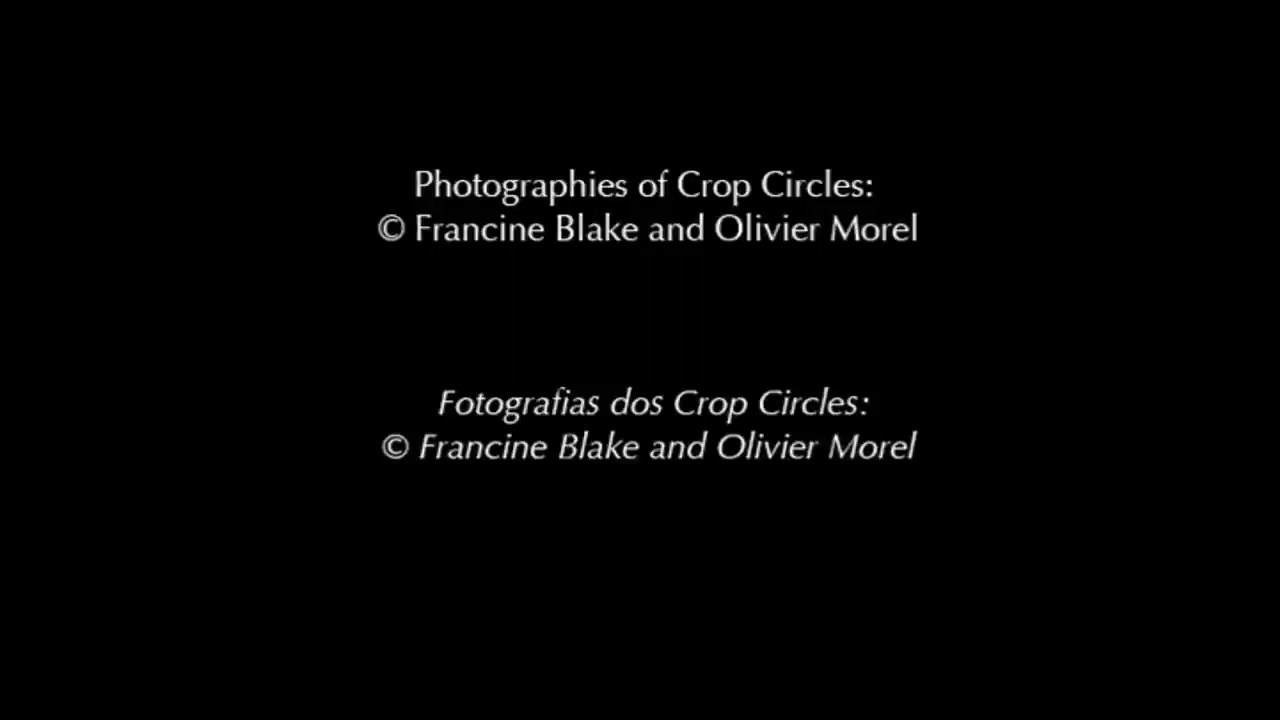 Photographies of Crop Circles:
© Francine Blake and Olivier Morel
Fotografias dos Crop Circles:
© Francine Blake and Olivier Morel